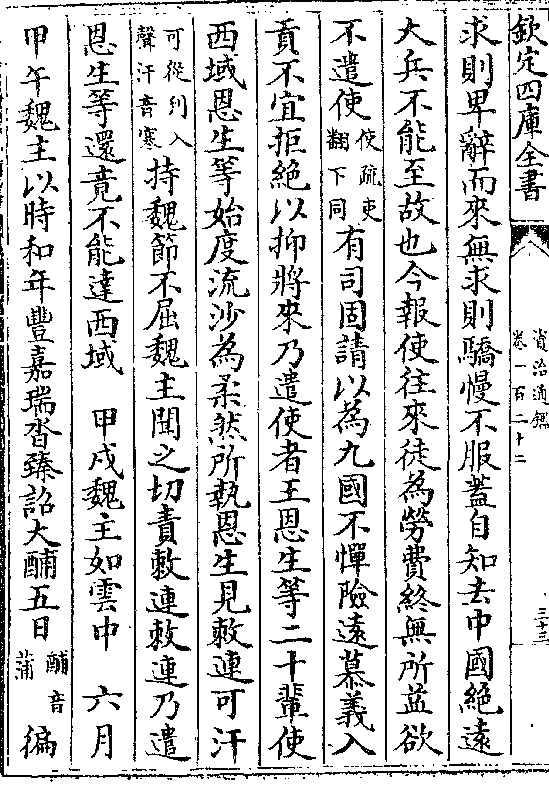 欽定四庫全書
資治通鑑
卷一百二十二
三十三
求則卑辭而來無求則驕慢不服蓋自知去中國絶遠
大兵不能至故也今報使往來徒為勞費終無所益欲
不遣使使疏吏翻下同有司固請以為九國不憚險遠慕義入
貢不宜拒絶以抑將來乃遣使者王恩生等二十輩使
西域恩生等始度流沙為柔然所執恩生見敕連可汗
可從刋入聲汗音寒持魏節不屈魏主聞之切責敕連敕連乃遣
恩生等還竟不能達西域　甲戌魏主如雲中　六月
甲午魏主以時和年豐嘉瑞沓臻詔大酺五日酺音蒲徧